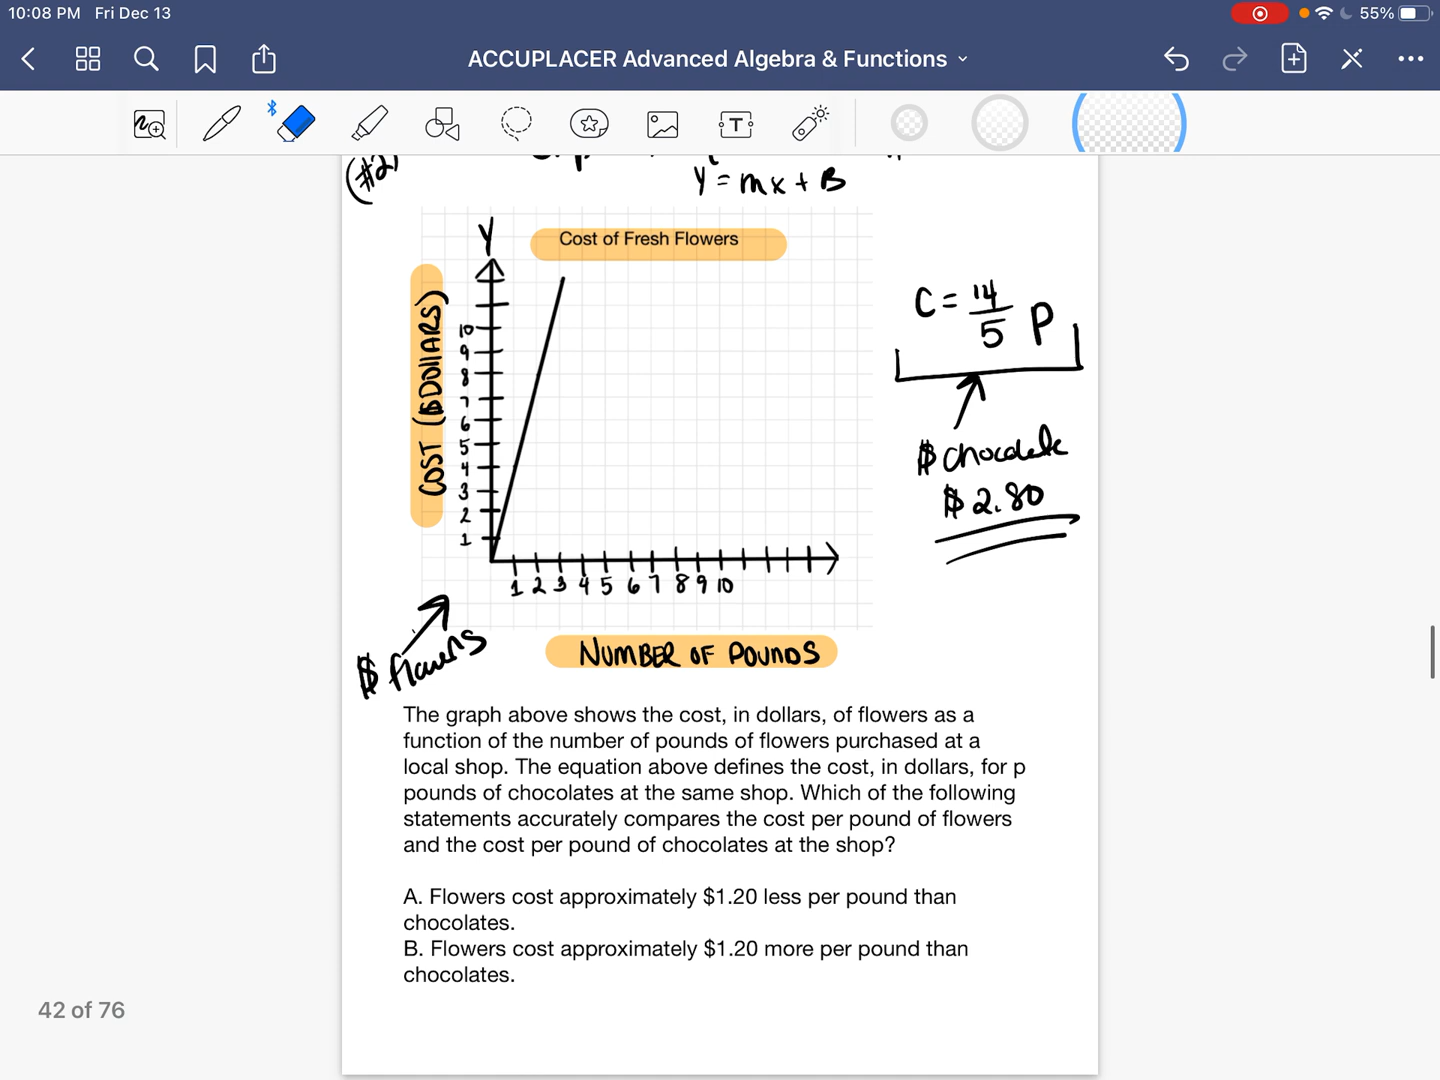 10:08 PM Fri Dec 13
55%
ACCUPLACER Advanced Algebra & Functions
T
(#2)
Y = mx + B
Y
Cost of Fresh Flowers
COST ($DOLLARS)
10
9
8
7
6
5
4
3
2
1
1 2 3 4 5 6 7 8 9 10
NUMBER OF POUNDS
$ flowers
C = 14/5 P
$ chocolate
$ 2.80
The graph above shows the cost, in dollars, of flowers as a
function of the number of pounds of flowers purchased at a
local shop. The equation above defines the cost, in dollars, for p
pounds of chocolates at the same shop. Which of the following
statements accurately compares the cost per pound of flowers
and the cost per pound of chocolates at the shop?
A. Flowers cost approximately $1.20 less per pound than
chocolates.
B. Flowers cost approximately $1.20 more per pound than
chocolates.
42 of 76